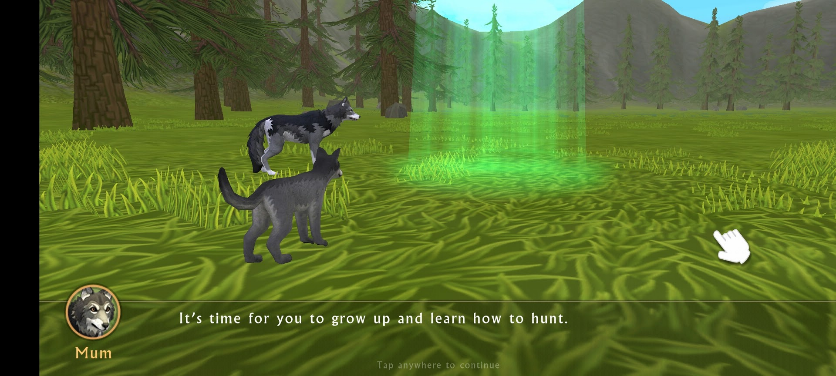 It's time for you to grow up and learn how to hunt.
Mum
Tap anywhere to continue